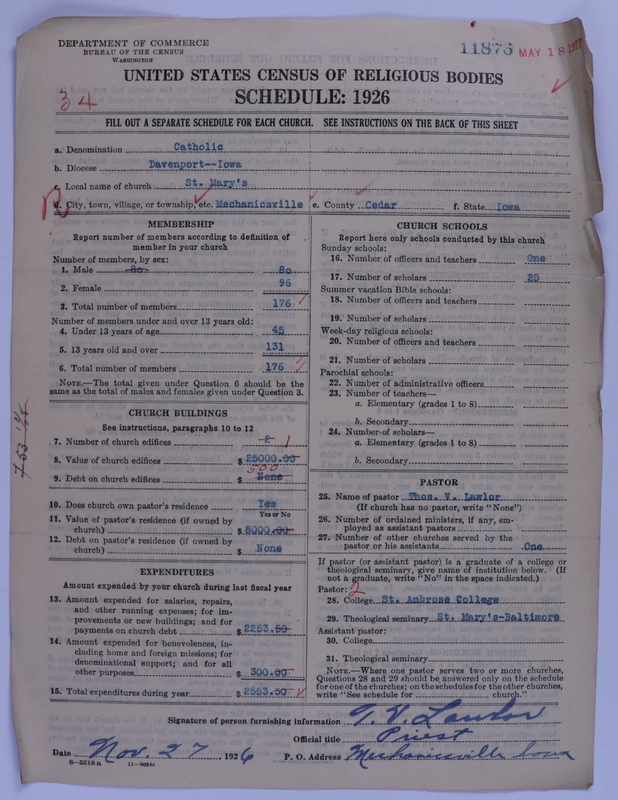 DEPARTMENT OF COMMERCE
BUREAU OF THE CENSUS
WASHINGTON
11876 MAY 18 1927
UNITED STATES CENSUS OF RELIGIOUS BODIES
34
SCHEDULE: 1926
FILL OUT A SEPARATE SCHEDULE FOR EACH CHURCH. SEE INSTRUCTIONS ON THE BACK OF THIS SHEET
a. Denomination Catholic
b. Diocese Davenport--Iowa
c. Local name of church St. Mary's
d. City, town, village, or township, etc. Mechanicsville e. County Cedar f. State Iowa
MEMBERSHIP
Report number of members according to definition of
member in your church
Number of members, by sex:
1. Male 80 80
2. Female 96
3. Total number of members 176
Number of members under and over 13 years old:
4. Under 13 years of age 45
5. 13 years old and over 131
6. Total number of members 176
NOTE.—The total given under Question 6 should be the
same as the total of males and females given under Question 3.
CHURCH BUILDINGS
See instructions, paragraphs 10 to 12
7. Number of church edifices 2 1
8. Value of church edifices $ 25000.00
500
9. Debt on church edifices $ None
10. Does church own pastor's residence Yes
Yes or No
11. Value of pastor's residence (if owned by
church) $ 8000.00
12. Debt on pastor's residence (if owned by
church) $ None
EXPENDITURES
Amount expended by your church during last fiscal year
13. Amount expended for salaries, repairs,
and other running expenses; for im-
provements or new buildings; and for
payments on church debt $ 2253.50
14. Amount expended for benevolences, in-
cluding home and foreign missions; for
denominational support; and for all
other purposes $ 300.00
15. Total expenditures during year $ 2553.50
CHURCH SCHOOLS
Report here only schools conducted by this church
Sunday schools:
16. Number of officers and teachers One
17. Number of scholars 25
Summer vacation Bible schools:
18. Number of officers and teachers
19. Number of scholars
Week-day religious schools:
20. Number of officers and teachers
21. Number of scholars
Parochial schools:
22. Number of administrative officers
23. Number of teachers—
a. Elementary (grades 1 to 8)
b. Secondary
24. Number of scholars—
a. Elementary (grades 1 to 8)
b. Secondary
PASTOR
25. Name of pastor Thos. V. Lawlor
(If church has no pastor, write "None")
26. Number of ordained ministers, if any, em-
ployed as assistant pastors
27. Number of other churches served by the
pastor or his assistants One
If pastor (or assistant pastor) is a graduate of a college or
theological seminary, give name of institution below. (If
not a graduate, write "No" in the space indicated.)
Pastor: 2
28. College St. Ambrose College
29. Theological seminary St. Mary's-Baltimore
Assistant pastor:
30. College
31. Theological seminary
NOTE.—Where one pastor serves two or more churches,
Questions 28 and 29 should be answered only on the schedule
for one of the churches; on the schedules for the other churches,
write "See schedule for church."
Signature of person furnishing information T. V. Lawlor
Official title Priest
Date Nov. 27, 1926 P. O. Address Mechanicsville Iowa
8—5518a 11—9054e